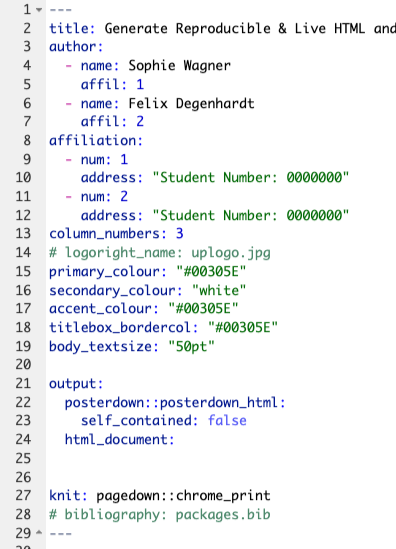 1 ---
2 title: Generate Reproducible & Live HTML and
3 author:
4   - name: Sophie Wagner
5     affil: 1
6   - name: Felix Degenhardt
7     affil: 2
8 affiliation:
9   - num: 1
10     address: "Student Number: 0000000"
11   - num: 2
12     address: "Student Number: 0000000"
13 column_numbers: 3
14 # logoright_name: uplogo.jpg
15 primary_colour: "#00305E"
16 secondary_colour: "white"
17 accent_colour: "#00305E"
18 titlebox_bordercol: "#00305E"
19 body_textsize: "50pt"
20
21 output:
22   posterdown::posterdown_html:
23     self_contained: false
24   html_document:
25
26
27 knit: pagedown::chrome_print
28 # bibliography: packages.bib
29 ---